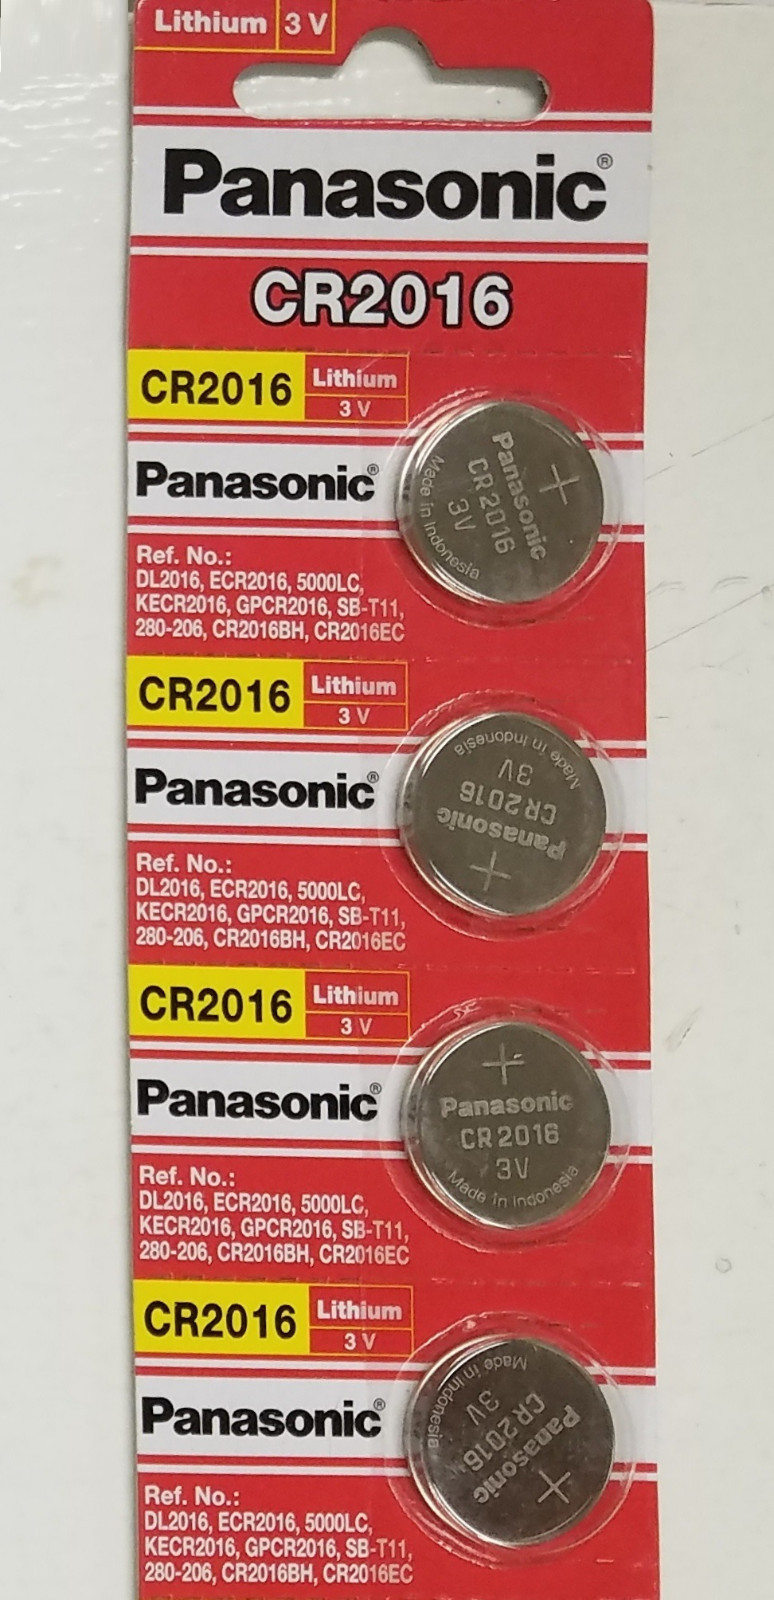 Lithium 3 V
Panasonic®
CR2016
CR2016 Lithium 3 V
Panasonic®
Ref. No.:
DL2016, ECR2016, 5000LC,
KECR2016, GPCR2016, SB-T11,
280-206, CR2016BH, CR2016EC
Panasonic
CR2016
3V
Made in Indonesia
CR2016 Lithium 3 V
Panasonic®
Ref. No.:
DL2016, ECR2016, 5000LC,
KECR2016, GPCR2016, SB-T11,
280-206, CR2016BH, CR2016EC
Panasonic
CR2016
3V
Made in Indonesia
CR2016 Lithium 3 V
Panasonic®
Ref. No.:
DL2016, ECR2016, 5000LC,
KECR2016, GPCR2016, SB-T11,
280-206, CR2016BH, CR2016EC
+
Panasonic
CR2016
3V
Made in Indonesia
CR2016 Lithium 3 V
Panasonic®
Ref. No.:
DL2016, ECR2016, 5000LC,
KECR2016, GPCR2016, SB-T11,
280-206, CR2016BH, CR2016EC
Panasonic
CR2016
3V
Made in Indonesia